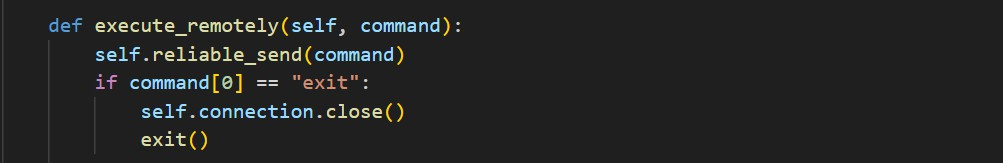 def execute_remotely(self, command):
self.reliable_send(command)
if command[0] == "exit":
self.connection.close()
exit()